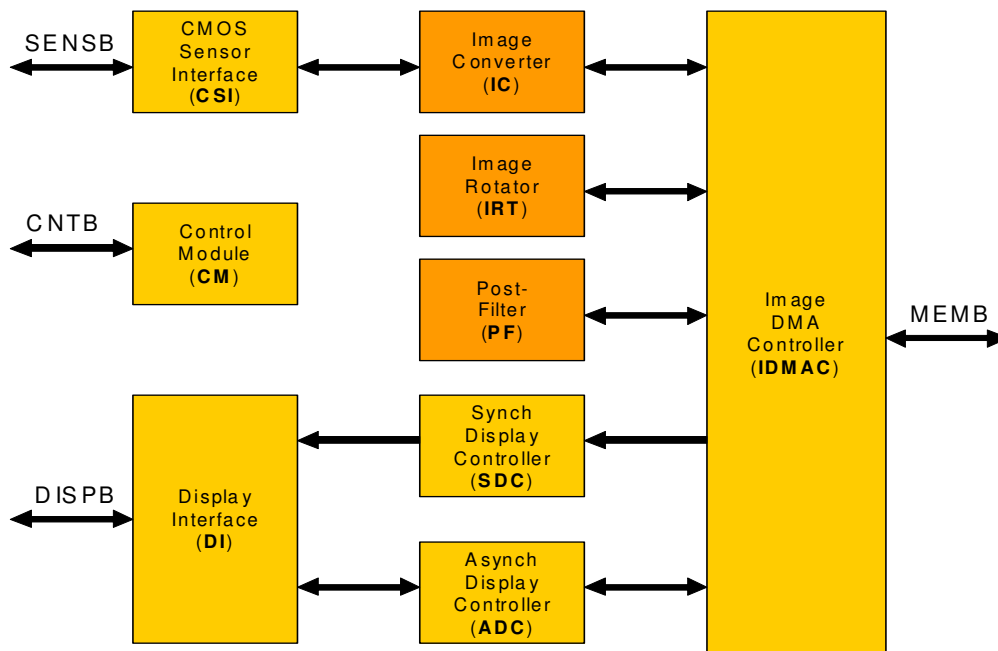 SENSB
CMOS
Sensor
Interface
(CSI)
Image
Converter
(IC)
Image
Rotator
(IRT)
CNTB
Control
Module
(CM)
Post-
Filter
(PF)
Image
DMA
Controller
(IDMAC)
MEMB
Synch
Display
Controller
(SDC)
DISPB
Display
Interface
(DI)
Asynch
Display
Controller
(ADC)